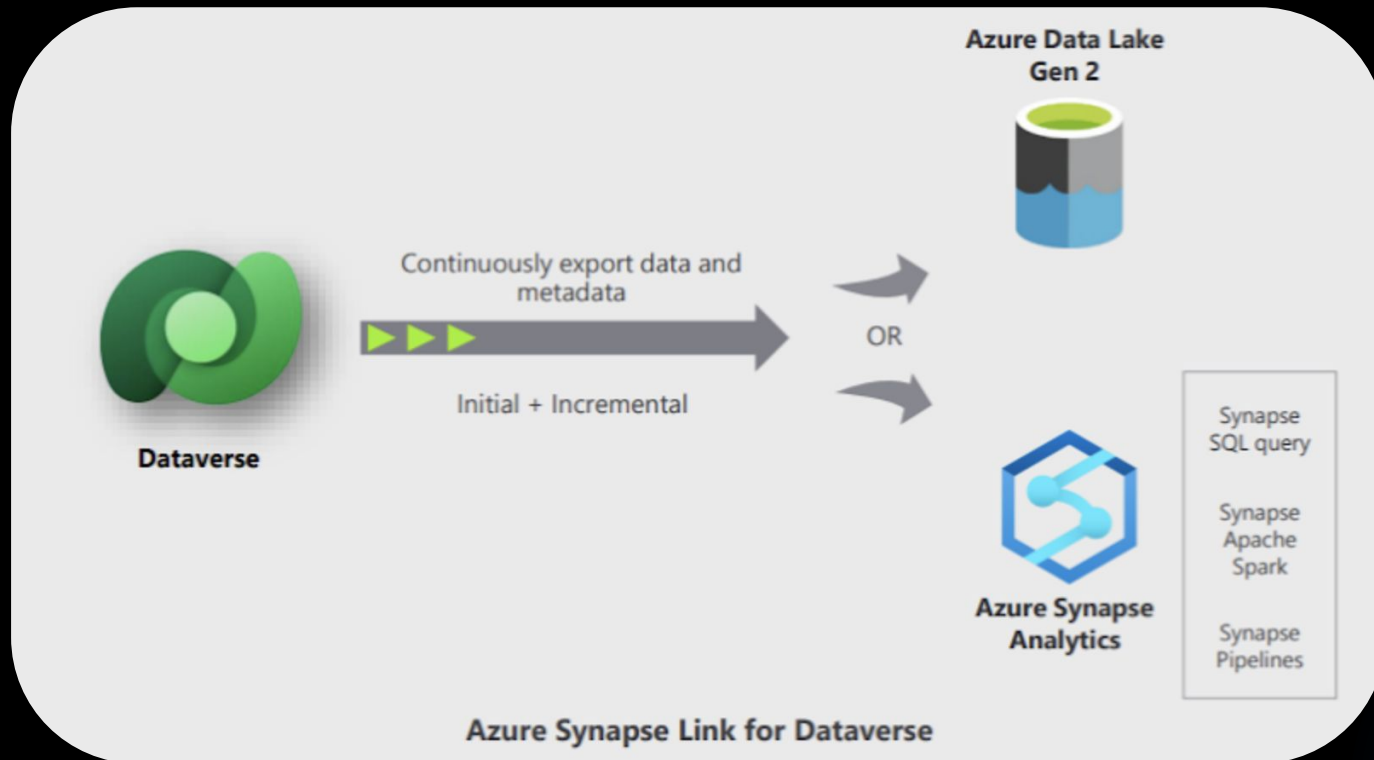 Azure Data Lake
Gen 2
Continuously export data and
metadata
OR
Initial + Incremental
Dataverse
Synapse
SQL query
Synapse
Apache
Spark
Synapse
Pipelines
Azure Synapse
Analytics
Azure Synapse Link for Dataverse